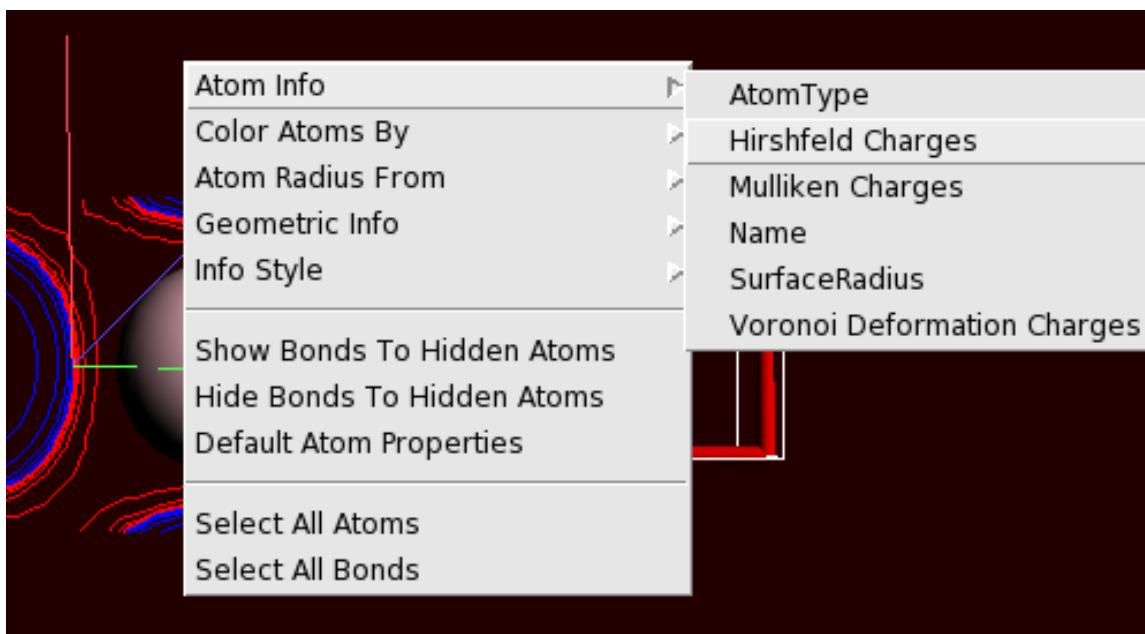 Atom Info
Color Atoms By
Atom Radius From
Geometric Info
Info Style
Show Bonds To Hidden Atoms
Hide Bonds To Hidden Atoms
Default Atom Properties
Select All Atoms
Select All Bonds
AtomType
Hirshfeld Charges
Mulliken Charges
Name
SurfaceRadius
Voronoi Deformation Charges